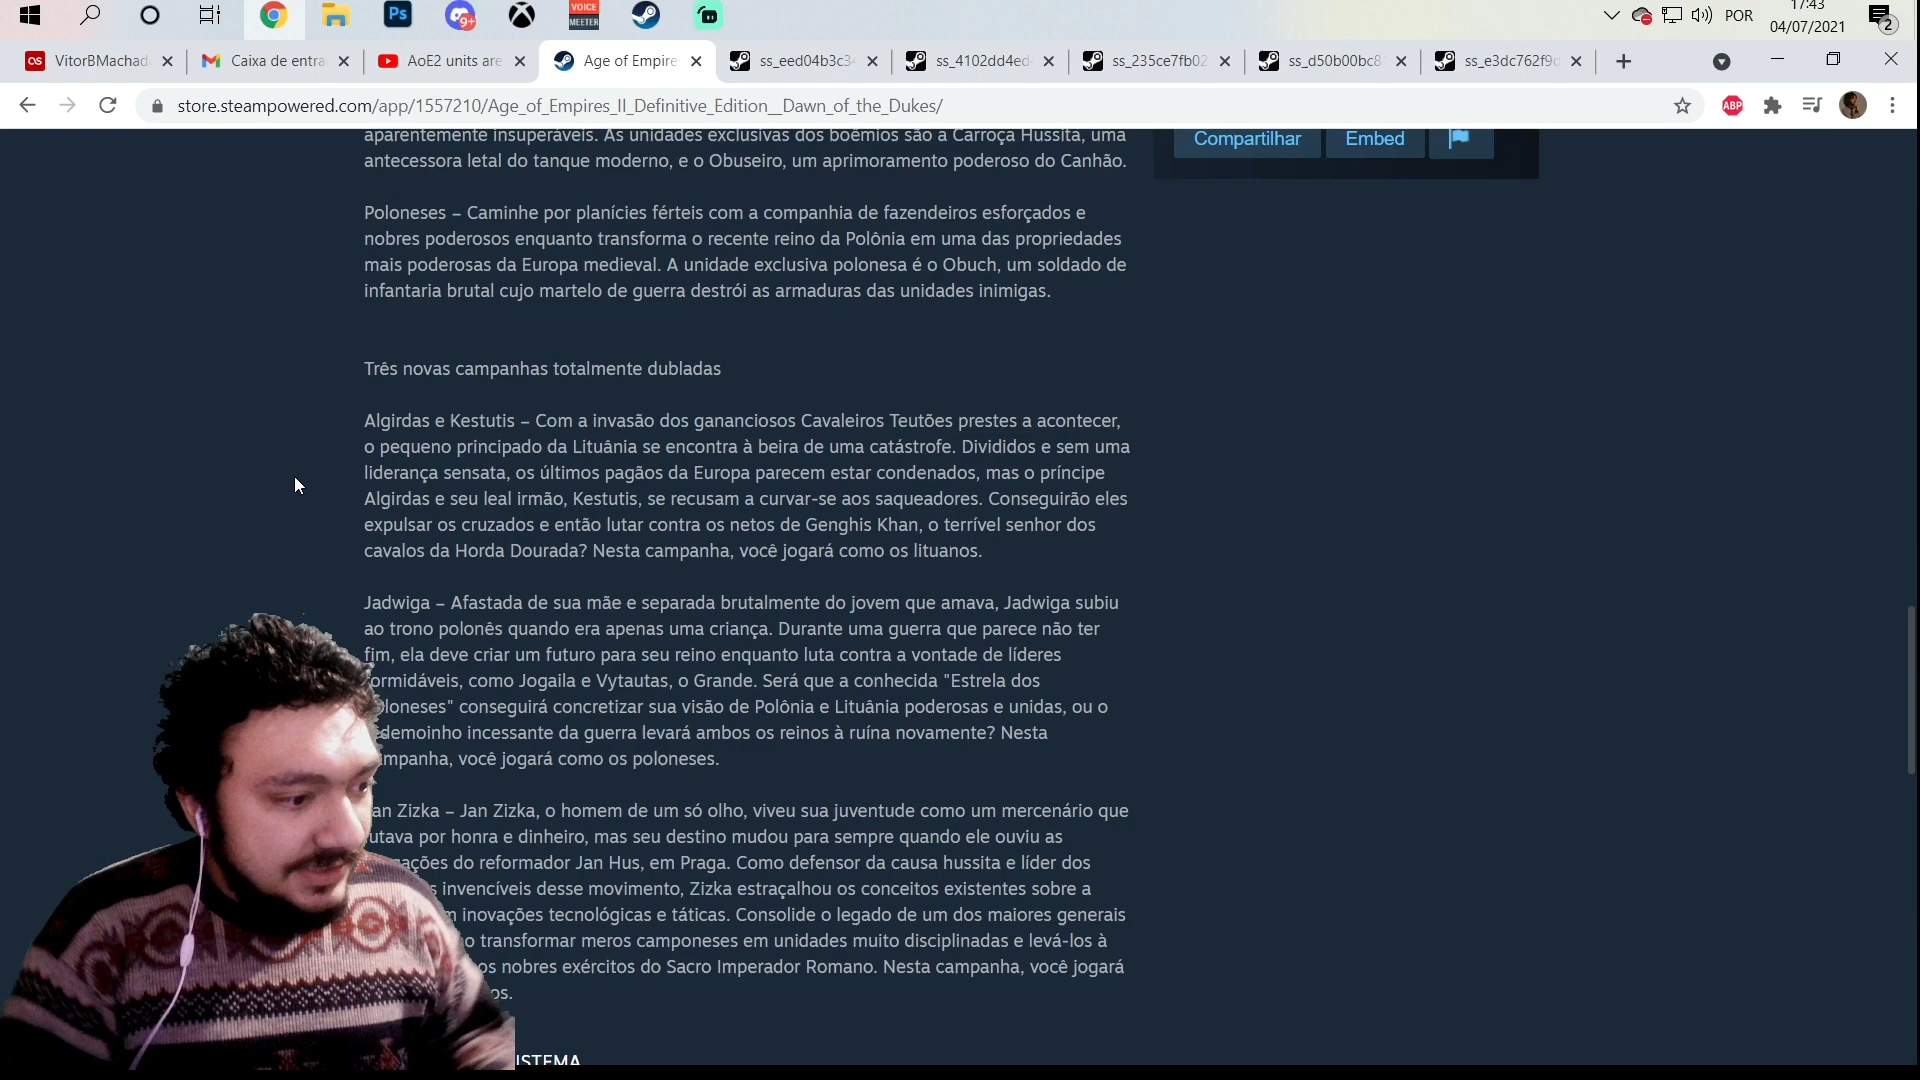 VOICE
MEETER
Ps
9+
POR
17:43
04/07/2021
2
VitorBMachad
Caixa de entra
AoE2 units are
Age of Empire
ss_eed04b3c34
ss_4102dd4ed
ss_235ce7fb02
ss_d50b00bc8
ss_e3dc762f9c
store.steampowered.com/app/1557210/Age_of_Empires_II_Definitive_Edition__Dawn_of_the_Dukes/
ABP
aparentemente insuperáveis. As unidades exclusivas dos boêmios são a Carroça Hussita, uma
antecessora letal do tanque moderno, e o Obuseiro, um aprimoramento poderoso do Canhão.
Compartilhar
Embed
Poloneses – Caminhe por planícies férteis com a companhia de fazendeiros esforçados e
nobres poderosos enquanto transforma o recente reino da Polônia em uma das propriedades
mais poderosas da Europa medieval. A unidade exclusiva polonesa é o Obuch, um soldado de
infantaria brutal cujo martelo de guerra destrói as armaduras das unidades inimigas.
Três novas campanhas totalmente dubladas
Algirdas e Kestutis – Com a invasão dos gananciosos Cavaleiros Teutões prestes a acontecer,
o pequeno principado da Lituânia se encontra à beira de uma catástrofe. Divididos e sem uma
liderança sensata, os últimos pagãos da Europa parecem estar condenados, mas o príncipe
Algirdas e seu leal irmão, Kestutis, se recusam a curvar-se aos saqueadores. Conseguirão eles
expulsar os cruzados e então lutar contra os netos de Genghis Khan, o terrível senhor dos
cavalos da Horda Dourada? Nesta campanha, você jogará como os lituanos.
Jadwiga – Afastada de sua mãe e separada brutalmente do jovem que amava, Jadwiga subiu
ao trono polonês quando era apenas uma criança. Durante uma guerra que parece não ter
fim, ela deve criar um futuro para seu reino enquanto luta contra a vontade de líderes
ormidáveis, como Jogaila e Vytautas, o Grande. Será que a conhecida "Estrela dos
loneses" conseguirá concretizar sua visão de Polônia e Lituânia poderosas e unidas, ou o
demoinho incessante da guerra levará ambos os reinos à ruína novamente? Nesta
mpanha, você jogará como os poloneses.
an Zizka – Jan Zizka, o homem de um só olho, viveu sua juventude como um mercenário que
utava por honra e dinheiro, mas seu destino mudou para sempre quando ele ouviu as
gações do reformador Jan Hus, em Praga. Como defensor da causa hussita e líder dos
s invencíveis desse movimento, Zizka estraçalhou os conceitos existentes sobre a
m inovações tecnológicas e táticas. Consolide o legado de um dos maiores generais
o transformar meros camponeses em unidades muito disciplinadas e levá-los à
os nobres exércitos do Sacro Imperador Romano. Nesta campanha, você jogará
os.
ISTEMA